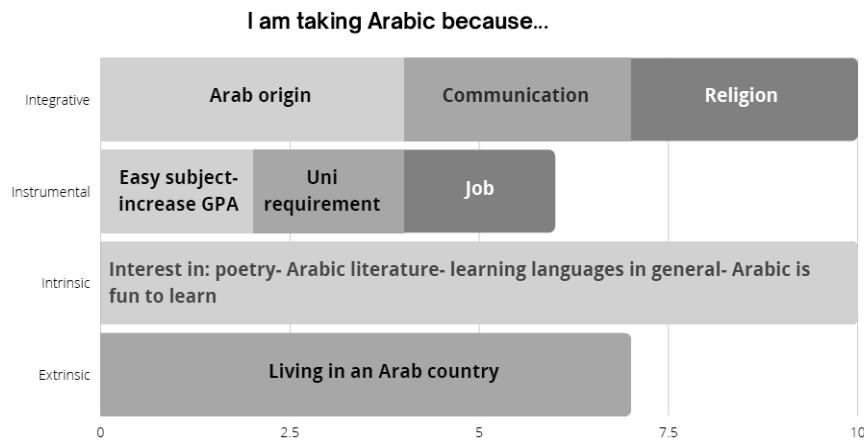 I am taking Arabic because...
Integrative
Arab origin
Communication
Religion
Instrumental
Easy subject-
increase GPA
Uni
requirement
Job
Intrinsic
Interest in: poetry- Arabic literature- learning languages in general- Arabic is
fun to learn
Extrinsic
Living in an Arab country
0
2.5
5
7.5
10